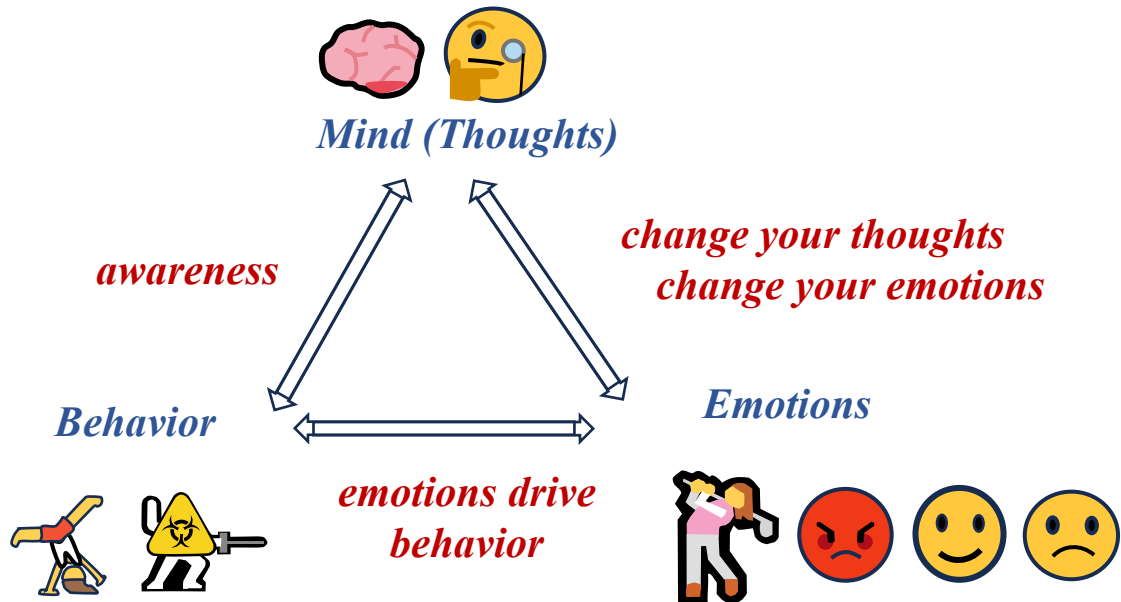 Mind (Thoughts)
awareness
change your thoughts
change your emotions
Behavior
Emotions
emotions drive
behavior